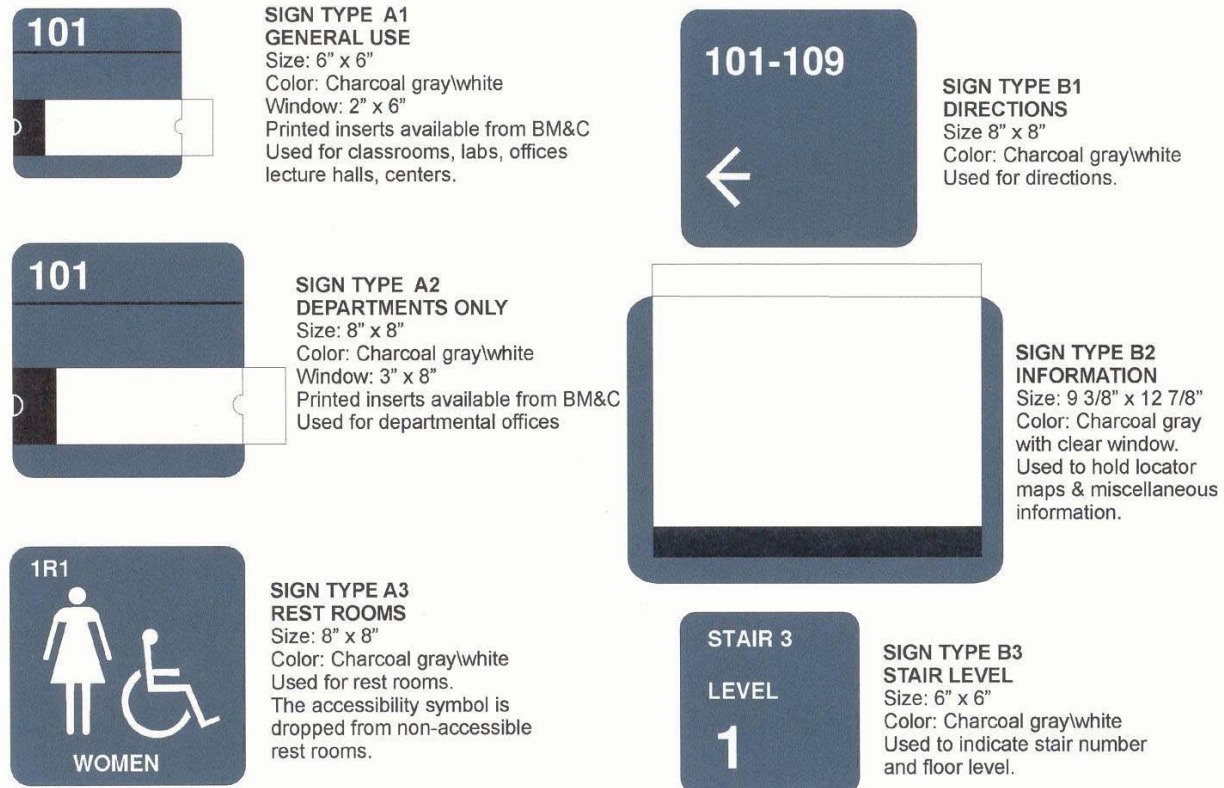 101
SIGN TYPE A1
GENERAL USE
Size: 6” x 6”
Color: Charcoal gray\white
Window: 2” x 6”
Printed inserts available from BM&C
Used for classrooms, labs, offices
lecture halls, centers.
101
SIGN TYPE A2
DEPARTMENTS ONLY
Size: 8” x 8”
Color: Charcoal gray\white
Window: 3” x 8”
Printed inserts available from BM&C
Used for departmental offices
1R1
WOMEN
SIGN TYPE A3
REST ROOMS
Size: 8” x 8”
Color: Charcoal gray\white
Used for rest rooms.
The accessibility symbol is
dropped from non-accessible
rest rooms.
101-109
SIGN TYPE B1
DIRECTIONS
Size 8” x 8”
Color: Charcoal gray\white
Used for directions.
SIGN TYPE B2
INFORMATION
Size: 9 3/8” x 12 7/8”
Color: Charcoal gray
with clear window.
Used to hold locator
maps & miscellaneous
information.
STAIR 3
LEVEL
1
SIGN TYPE B3
STAIR LEVEL
Size: 6” x 6”
Color: Charcoal gray\white
Used to indicate stair number
and floor level.